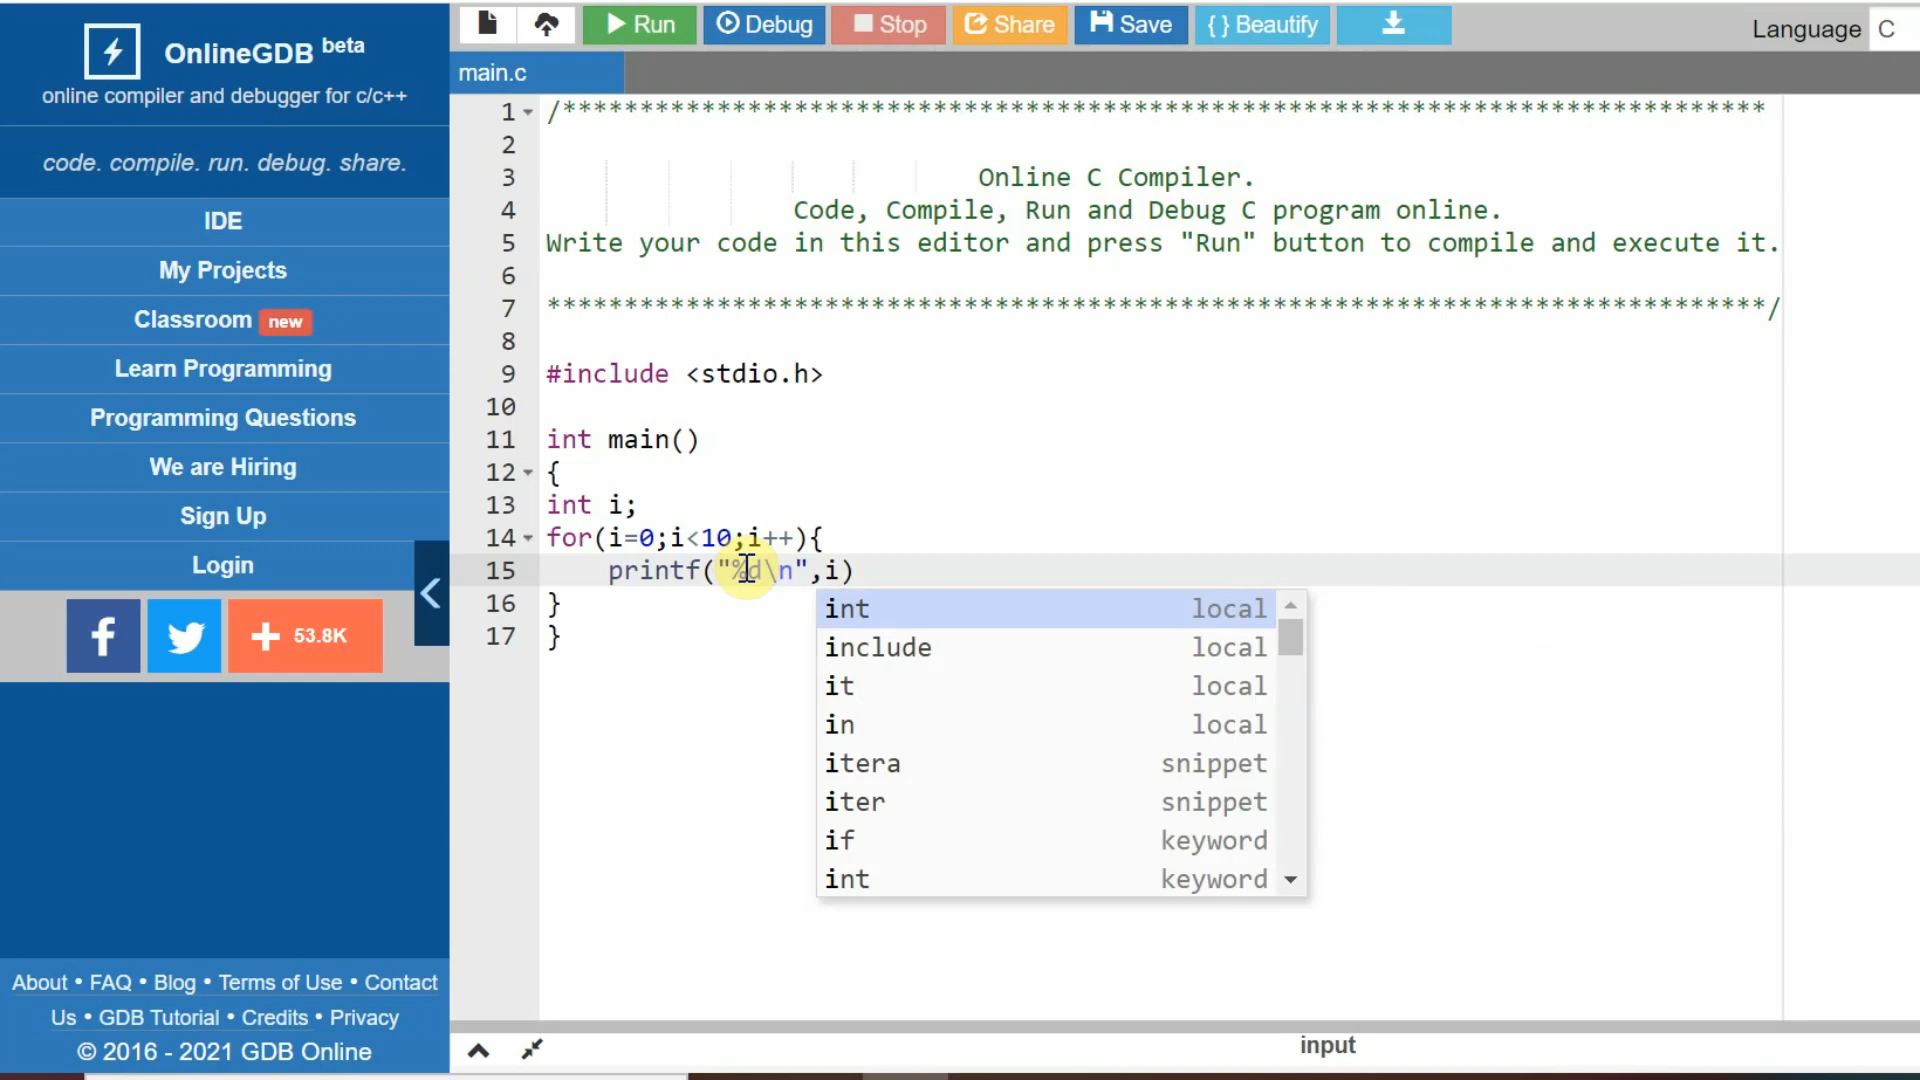 OnlineGDB beta
online compiler and debugger for c/c++
code. compile. run. debug. share.
IDE
My Projects
Classroom new
Learn Programming
Programming Questions
We are Hiring
Sign Up
Login
f
+ 53.8K
About • FAQ • Blog • Terms of Use • Contact
Us • GDB Tutorial • Credits • Privacy
© 2016 - 2021 GDB Online
Run Debug Stop Share Save { } Beautify
Language C
main.c
1 /******************************************************************************
2
3 Online C Compiler.
4 Code, Compile, Run and Debug C program online.
5 Write your code in this editor and press "Run" button to compile and execute it.
6
7 *******************************************************************************/
8
9 #include <stdio.h>
10
11 int main()
12 {
13 int i;
14 for(i=0;i<10;i++){
15 printf("%d\n",i)
16 }
17 }
int local
include local
it local
in local
itera snippet
iter snippet
if keyword
int keyword
input